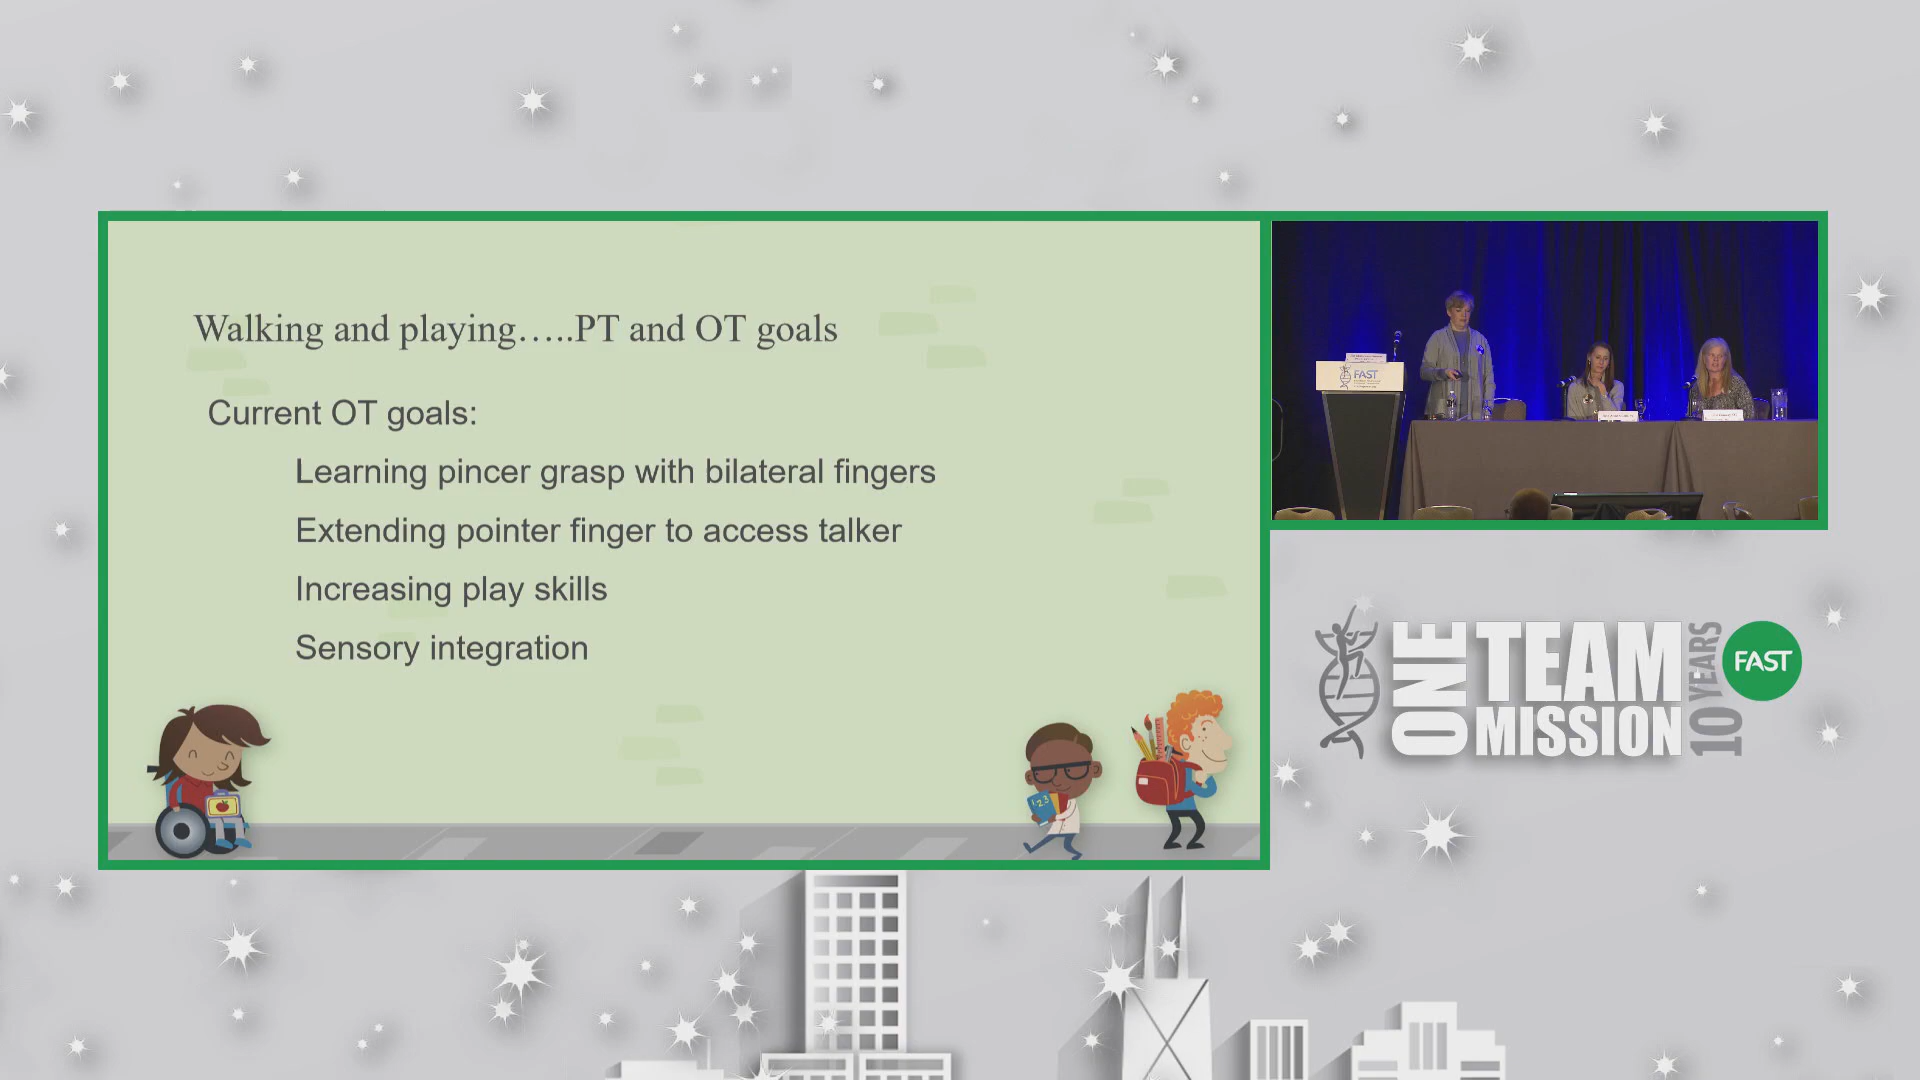 Walking and playing…..PT and OT goals
Current OT goals:
Learning pincer grasp with bilateral fingers
Extending pointer finger to access talker
Increasing play skills
Sensory integration
1 2 3
FAST
ONE TEAM MISSION
10 YEARS
FAST